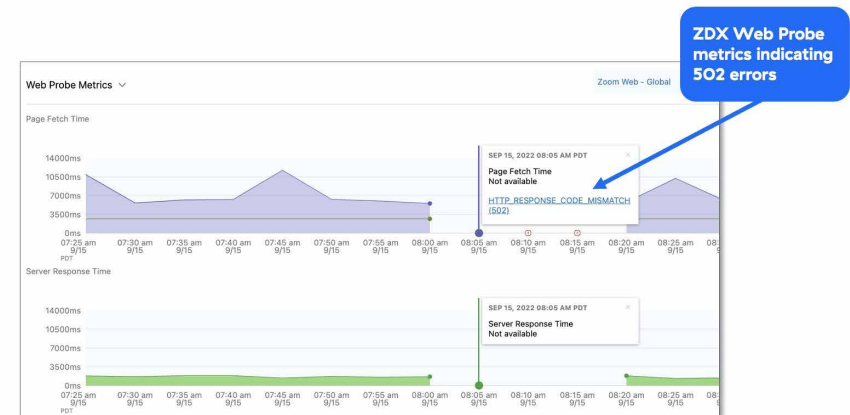 ZDX Web Probe
metrics indicating
502 errors
Web Probe Metrics
Zoom Web - Global
Page Fetch Time
14000ms
10500ms
7000ms
3500ms
0ms
SEP 15, 2022 08:05 AM PDT
Page Fetch Time
Not available
HTTP_RESPONSE_CODE_MISMATCH
(502)
07:25 am 07:30 am 07:35 am 07:40 am 07:45 am 07:50 am 07:55 am 08:00 am 08:05 am 08:10 am 08:15 am 08:20 am 08:25 am 08:
9/15 9/15 9/15 9/15 9/15 9/15 9/15 9/15 9/15 9/15 9/15 9/15 9/15
PDT
Server Response Time
14000ms
10500ms
7000ms
3500ms
0ms
SEP 15, 2022 08:05 AM PDT
Server Response Time
Not available
07:25 am 07:30 am 07:35 am 07:40 am 07:45 am 07:50 am 07:55 am 08:00 am 08:05 am 08:10 am 08:15 am 08:20 am 08:25 am 08:
9/15 9/15 9/15 9/15 9/15 9/15 9/15 9/15 9/15 9/15 9/15 9/15 9/15
PDT